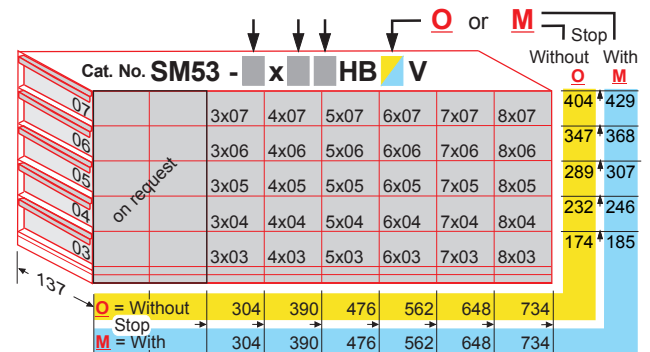 O or M
Stop
Without With
O M
Cat. No. SM53 - x HB V
07 3x07 4x07 5x07 6x07 7x07 8x07 404 429
06 3x06 4x06 5x06 6x06 7x06 8x06 347 368
05 on request 3x05 4x05 5x05 6x05 7x05 8x05 289 307
04 3x04 4x04 5x04 6x04 7x04 8x04 232 246
03 3x03 4x03 5x03 6x03 7x03 8x03 174 185
137
O = Without 304 390 476 562 648 734
Stop
M = With 304 390 476 562 648 734